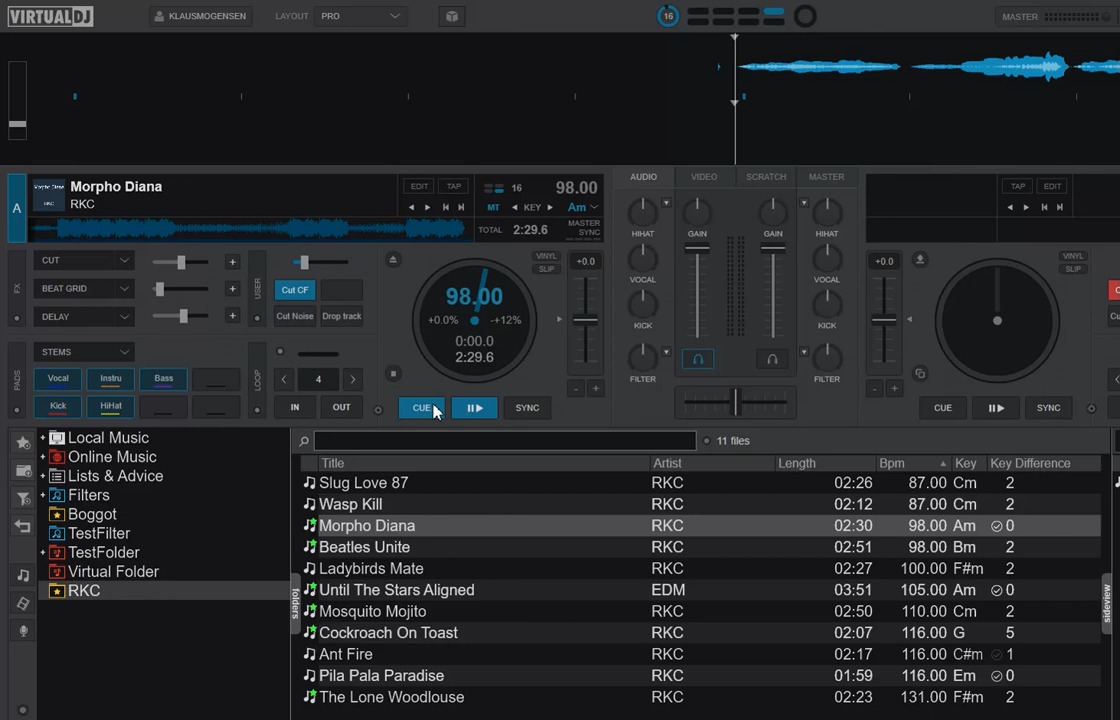 VIRTUALDJ KLAUSMOGENSEN LAYOUT PRO 16 MASTER
A Morpho Diana EDIT TAP 16 98.00 AUDIO VIDEO SCRATCH MASTER TAP EDIT
RKC MT KEY Am
TOTAL 2:29.6 MASTER SYNC
HIHAT GAIN GAIN HIHAT
FX CUT USER VINYL SLIP +0.0 +0.0 VINYL SLIP
BEAT GRID Cut CF 98.00 VOCAL VOCAL
DELAY Cut Noise Drop track +0.0% -+12% KICK KICK
0:00.0
2:29.6
PADS STEMS LOOP
Vocal Instru Bass 4 FILTER FILTER
Kick HiHat IN OUT CUE SYNC CUE SYNC
- + - +
Local Music
Online Music
Lists & Advice
Filters
Boggot
TestFilter
TestFolder
Virtual Folder
RKC
folders
11 files
Title Artist Length Bpm Key Key Difference
Slug Love 87 RKC 02:26 87.00 Cm 2
Wasp Kill RKC 02:12 87.00 Cm 2
Morpho Diana RKC 02:30 98.00 Am 0
Beatles Unite RKC 02:51 98.00 Bm 2
Ladybirds Mate RKC 02:27 100.00 F#m 2
Until The Stars Aligned EDM 03:51 105.00 Am 0
Mosquito Mojito RKC 02:50 110.00 Cm 2
Cockroach On Toast RKC 02:07 116.00 G 5
Ant Fire RKC 02:17 116.00 C#m 1
Pila Pala Paradise RKC 01:59 116.00 Em 0
The Lone Woodlouse RKC 02:23 131.00 F#m 2
sideview